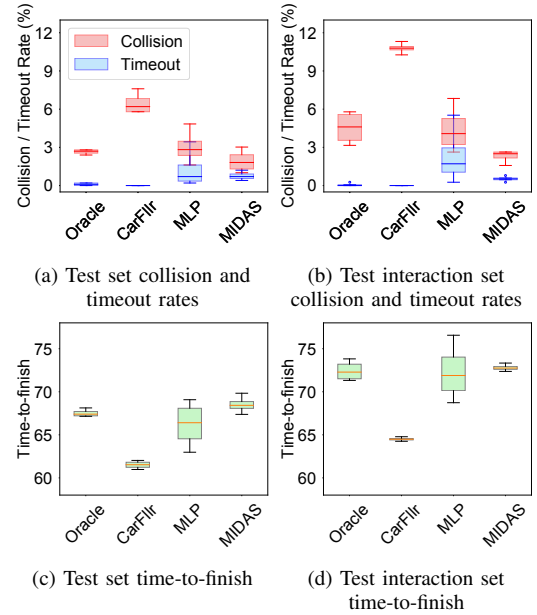 Collision / Timeout Rate (%)
12
9
6
3
0
Collision
Timeout
Oracle
CarFllr
MLP
MIDAS
(a) Test set collision and
timeout rates
Collision / Timeout Rate (%)
12
9
6
3
0
Oracle
CarFllr
MLP
MIDAS
(b) Test interaction set
collision and timeout rates
Time-to-finish
75
70
65
60
Oracle
CarFllr
MLP
MIDAS
(c) Test set time-to-finish
Time-to-finish
75
70
65
60
Oracle
CarFllr
MLP
MIDAS
(d) Test interaction set
time-to-finish